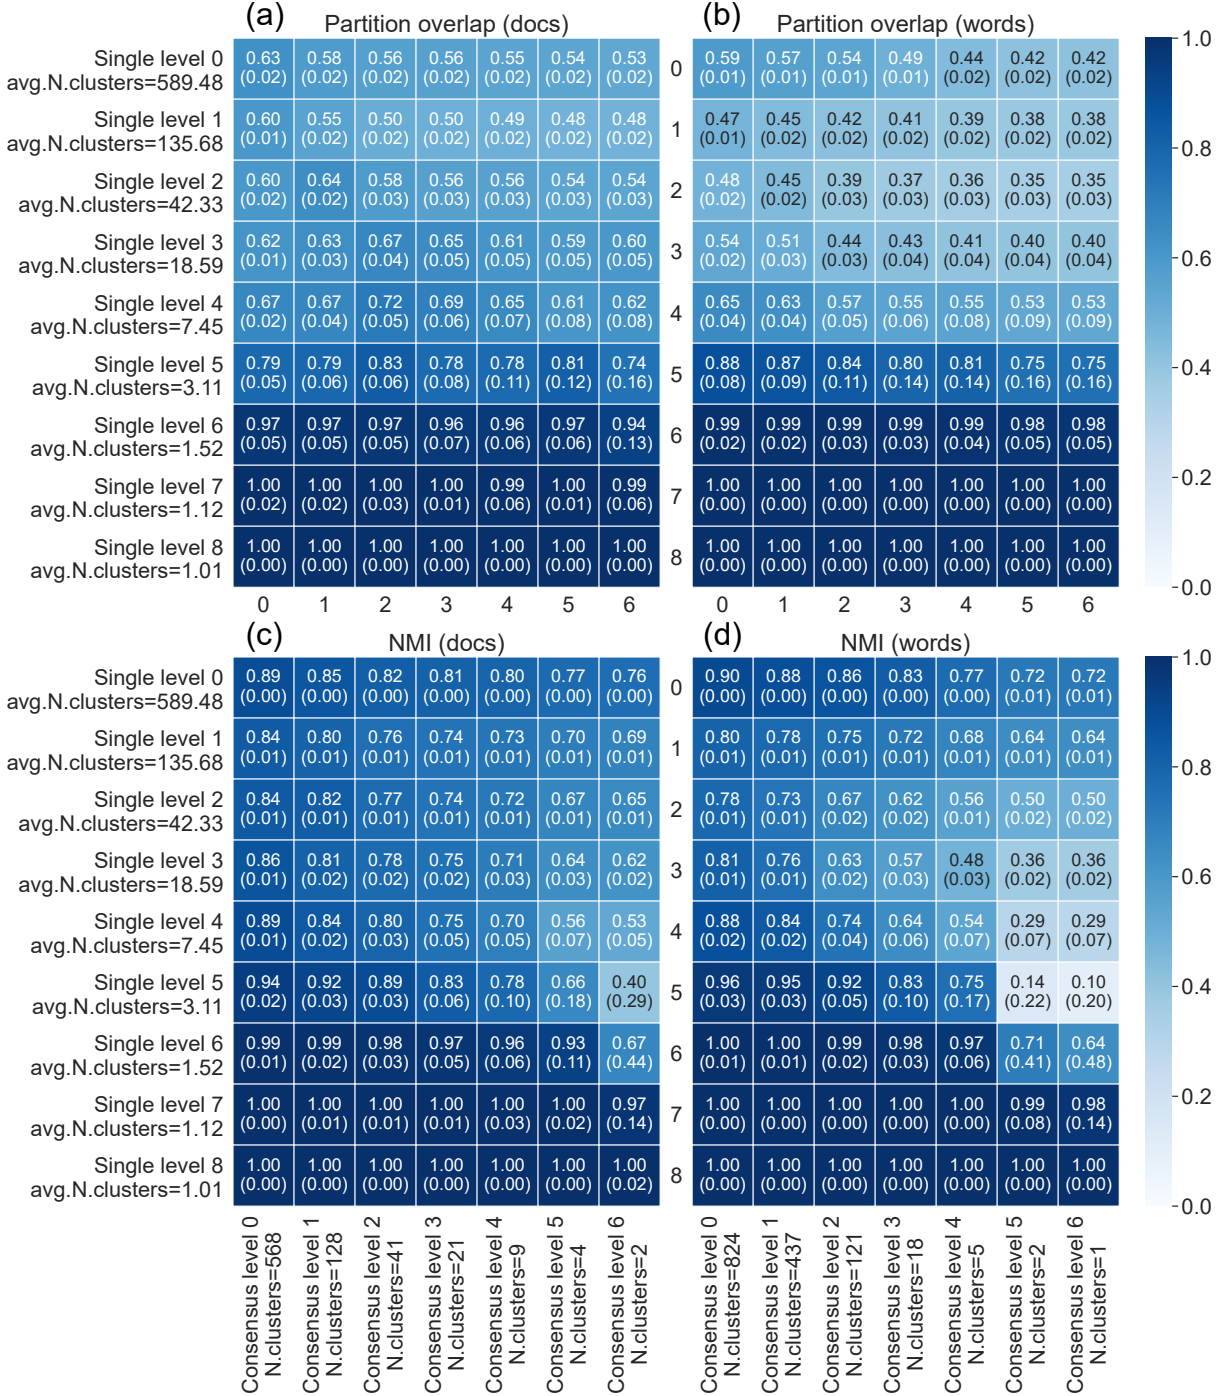 (a) Partition overlap (docs)
(b) Partition overlap (words)
Single level 0
avg.N.clusters=589.48
0.63 0.58 0.56 0.56 0.55 0.54 0.53
(0.02) (0.02) (0.02) (0.02) (0.02) (0.02) (0.02)
0
0.59 0.57 0.54 0.49 0.44 0.42 0.42
(0.01) (0.01) (0.01) (0.01) (0.02) (0.02) (0.02)
Single level 1
avg.N.clusters=135.68
0.60 0.55 0.50 0.50 0.49 0.48 0.48
(0.01) (0.02) (0.02) (0.02) (0.02) (0.02) (0.02)
1
0.47 0.45 0.42 0.41 0.39 0.38 0.38
(0.01) (0.02) (0.02) (0.02) (0.02) (0.02) (0.02)
Single level 2
avg.N.clusters=42.33
0.60 0.64 0.58 0.56 0.56 0.54 0.54
(0.02) (0.02) (0.03) (0.03) (0.03) (0.03) (0.03)
2
0.48 0.45 0.39 0.37 0.36 0.35 0.35
(0.02) (0.02) (0.03) (0.03) (0.03) (0.03) (0.03)
Single level 3
avg.N.clusters=18.59
0.62 0.63 0.67 0.65 0.61 0.59 0.60
(0.01) (0.03) (0.04) (0.05) (0.05) (0.05) (0.05)
3
0.54 0.51 0.44 0.43 0.41 0.40 0.40
(0.02) (0.03) (0.03) (0.04) (0.04) (0.04) (0.04)
Single level 4
avg.N.clusters=7.45
0.67 0.67 0.72 0.69 0.65 0.61 0.62
(0.02) (0.04) (0.05) (0.06) (0.07) (0.08) (0.08)
4
0.65 0.63 0.57 0.55 0.55 0.53 0.53
(0.04) (0.04) (0.05) (0.06) (0.08) (0.09) (0.09)
Single level 5
avg.N.clusters=3.11
0.79 0.79 0.83 0.78 0.78 0.81 0.74
(0.05) (0.06) (0.06) (0.08) (0.11) (0.12) (0.16)
5
0.88 0.87 0.84 0.80 0.81 0.75 0.75
(0.08) (0.09) (0.11) (0.14) (0.14) (0.16) (0.16)
Single level 6
avg.N.clusters=1.52
0.97 0.97 0.97 0.96 0.96 0.97 0.94
(0.05) (0.05) (0.05) (0.07) (0.06) (0.06) (0.13)
6
0.99 0.99 0.99 0.99 0.99 0.98 0.98
(0.02) (0.02) (0.03) (0.03) (0.04) (0.05) (0.05)
Single level 7
avg.N.clusters=1.12
1.00 1.00 1.00 1.00 0.99 1.00 0.99
(0.02) (0.02) (0.03) (0.01) (0.06) (0.01) (0.06)
7
1.00 1.00 1.00 1.00 1.00 1.00 1.00
(0.00) (0.00) (0.00) (0.00) (0.00) (0.00) (0.00)
Single level 8
avg.N.clusters=1.01
1.00 1.00 1.00 1.00 1.00 1.00 1.00
(0.00) (0.00) (0.00) (0.00) (0.00) (0.00) (0.00)
8
1.00 1.00 1.00 1.00 1.00 1.00 1.00
(0.00) (0.00) (0.00) (0.00) (0.00) (0.00) (0.00)
0 1 2 3 4 5 6
0 1 2 3 4 5 6
1.0
0.8
0.6
0.4
0.2
0.0
(c) NMI (docs)
(d) NMI (words)
Single level 0
avg.N.clusters=589.48
0.89 0.85 0.82 0.81 0.80 0.77 0.76
(0.00) (0.00) (0.00) (0.00) (0.00) (0.00) (0.00)
0
0.90 0.88 0.86 0.83 0.77 0.72 0.72
(0.00) (0.00) (0.00) (0.00) (0.00) (0.01) (0.01)
Single level 1
avg.N.clusters=135.68
0.84 0.80 0.76 0.74 0.73 0.70 0.69
(0.01) (0.01) (0.01) (0.01) (0.01) (0.01) (0.01)
1
0.80 0.78 0.75 0.72 0.68 0.64 0.64
(0.01) (0.01) (0.01) (0.01) (0.01) (0.01) (0.01)
Single level 2
avg.N.clusters=42.33
0.84 0.82 0.77 0.74 0.72 0.67 0.65
(0.01) (0.01) (0.01) (0.01) (0.01) (0.01) (0.01)
2
0.78 0.73 0.67 0.62 0.56 0.50 0.50
(0.01) (0.01) (0.02) (0.01) (0.01) (0.02) (0.02)
Single level 3
avg.N.clusters=18.59
0.86 0.81 0.78 0.75 0.71 0.64 0.62
(0.01) (0.02) (0.02) (0.02) (0.03) (0.03) (0.02)
3
0.81 0.76 0.63 0.57 0.48 0.36 0.36
(0.01) (0.01) (0.02) (0.03) (0.03) (0.02) (0.02)
Single level 4
avg.N.clusters=7.45
0.89 0.84 0.80 0.75 0.70 0.56 0.53
(0.01) (0.02) (0.03) (0.05) (0.05) (0.07) (0.05)
4
0.88 0.84 0.74 0.64 0.54 0.29 0.29
(0.02) (0.02) (0.04) (0.06) (0.07) (0.07) (0.07)
Single level 5
avg.N.clusters=3.11
0.94 0.92 0.89 0.83 0.78 0.66 0.40
(0.02) (0.03) (0.03) (0.06) (0.10) (0.18) (0.29)
5
0.96 0.95 0.92 0.83 0.75 0.14 0.10
(0.03) (0.03) (0.05) (0.10) (0.17) (0.22) (0.20)
Single level 6
avg.N.clusters=1.52
0.99 0.99 0.98 0.97 0.96 0.93 0.67
(0.01) (0.02) (0.03) (0.05) (0.06) (0.11) (0.44)
6
1.00 1.00 0.99 0.98 0.97 0.71 0.64
(0.01) (0.01) (0.02) (0.03) (0.06) (0.41) (0.48)
Single level 7
avg.N.clusters=1.12
1.00 1.00 1.00 1.00 1.00 1.00 0.97
(0.00) (0.01) (0.01) (0.03) (0.03) (0.02) (0.14)
7
1.00 1.00 1.00 1.00 1.00 0.99 0.98
(0.00) (0.00) (0.00) (0.00) (0.00) (0.08) (0.14)
Single level 8
avg.N.clusters=1.01
1.00 1.00 1.00 1.00 1.00 1.00 1.00
(0.00) (0.00) (0.00) (0.00) (0.00) (0.00) (0.02)
8
1.00 1.00 1.00 1.00 1.00 1.00 1.00
(0.00) (0.00) (0.00) (0.00) (0.00) (0.00) (0.00)
1.0
0.8
0.6
0.4
0.2
0.0
Consensus level 0
N.clusters=568
Consensus level 1
N.clusters=128
Consensus level 2
N.clusters=41
Consensus level 3
N.clusters=21
Consensus level 4
N.clusters=9
Consensus level 5
N.clusters=4
Consensus level 6
N.clusters=2
Consensus level 0
N.clusters=824
Consensus level 1
N.clusters=437
Consensus level 2
N.clusters=121
Consensus level 3
N.clusters=18
Consensus level 4
N.clusters=5
Consensus level 5
N.clusters=2
Consensus level 6
N.clusters=1